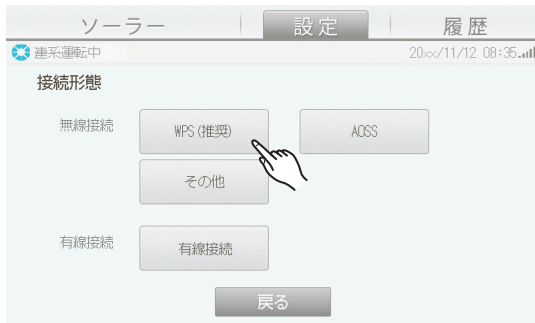 ソーラー 設定 履歴
連系運転中 20xx/11/12 08:35
接続形態
無線接続 WPS(推奨) AOSS
その他
有線接続 有線接続
戻る